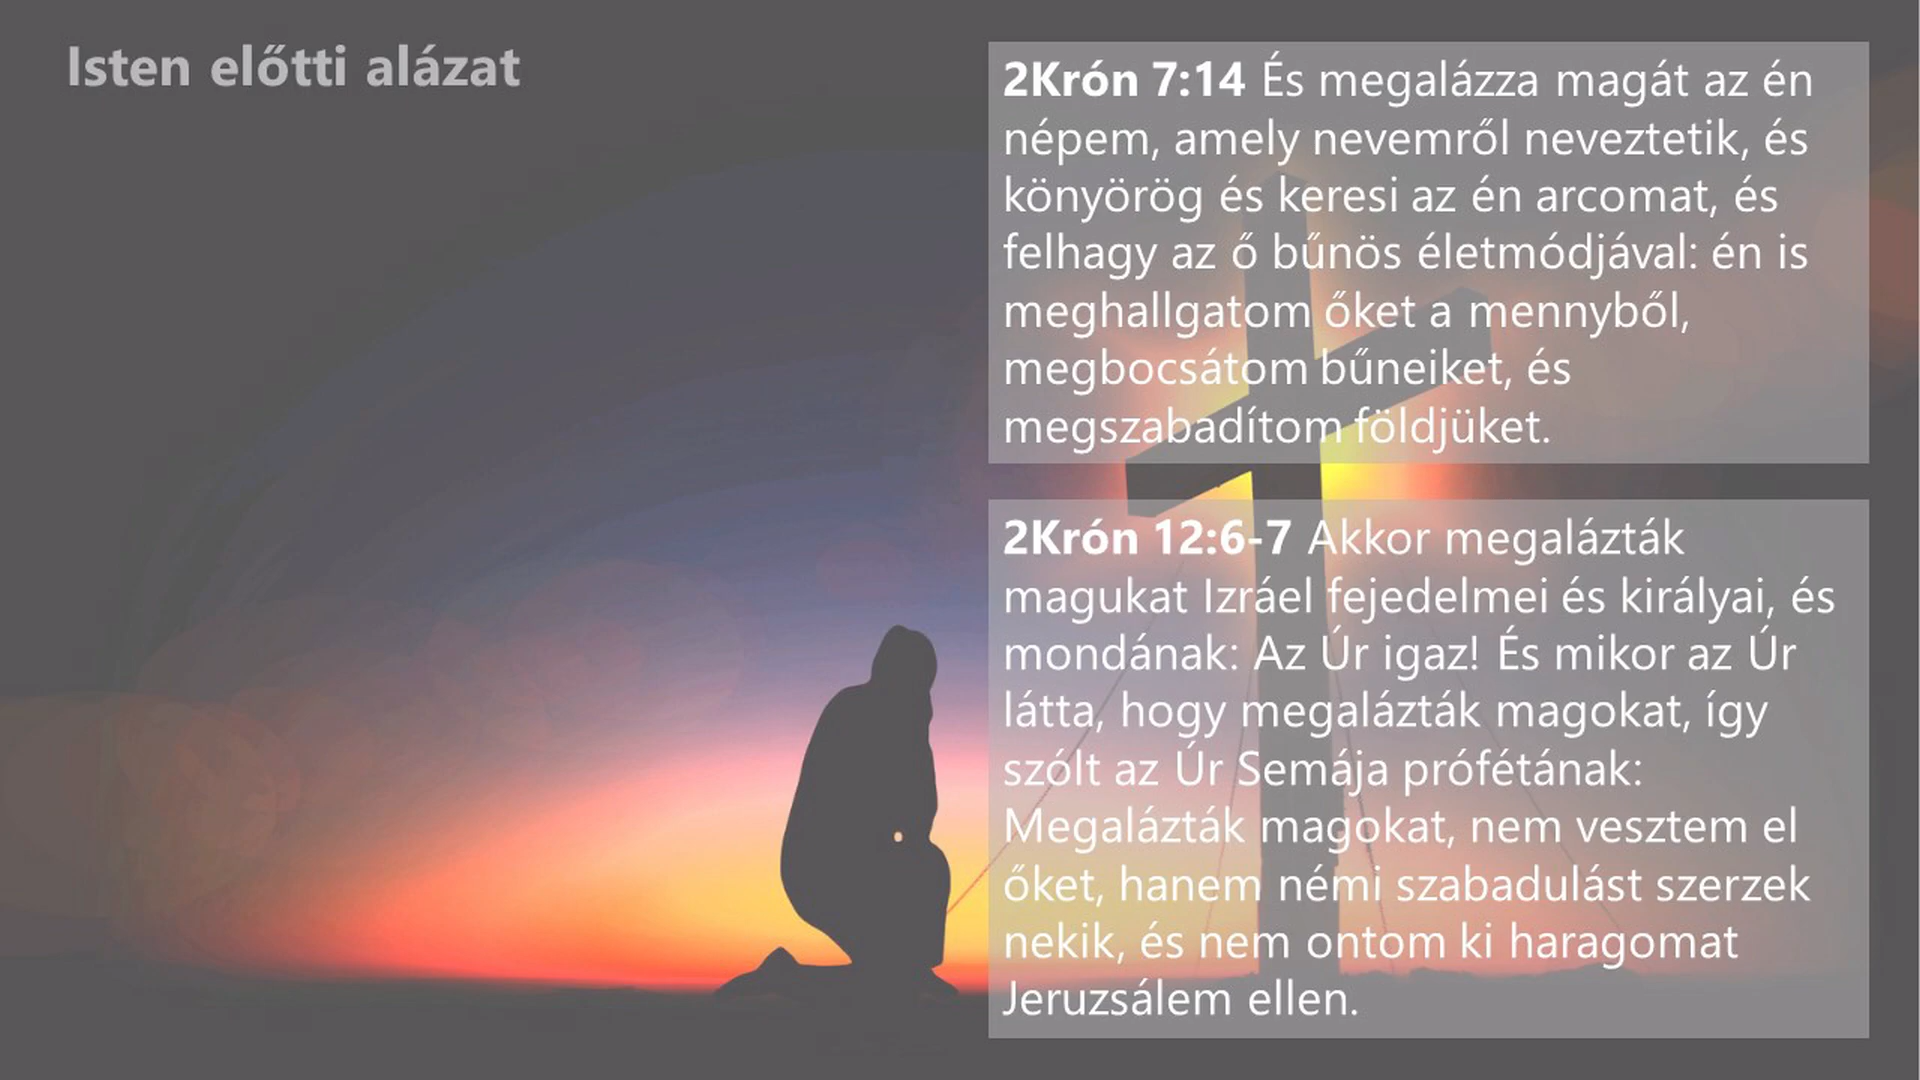 Isten előtti alázat
2Krón 7:14 És megalázza magát az én
népem, amely nevemről neveztetik, és
könyörög és keresi az én arcomat, és
felhagy az ő bűnös életmódjával: én is
meghallgatom őket a mennyből,
megbocsátom bűneiket, és
megszabadítom földjüket.
2Krón 12:6-7 Akkor megalázták
magukat Izráel fejedelmei és királyai, és
mondának: Az Úr igaz! És mikor az Úr
látta, hogy megalázták magokat, így
szólt az Úr Semája prófétának:
Megalázták magokat, nem vesztem el
őket, hanem némi szabadulást szerzek
nekik, és nem ontom ki haragomat
Jeruzsálem ellen.